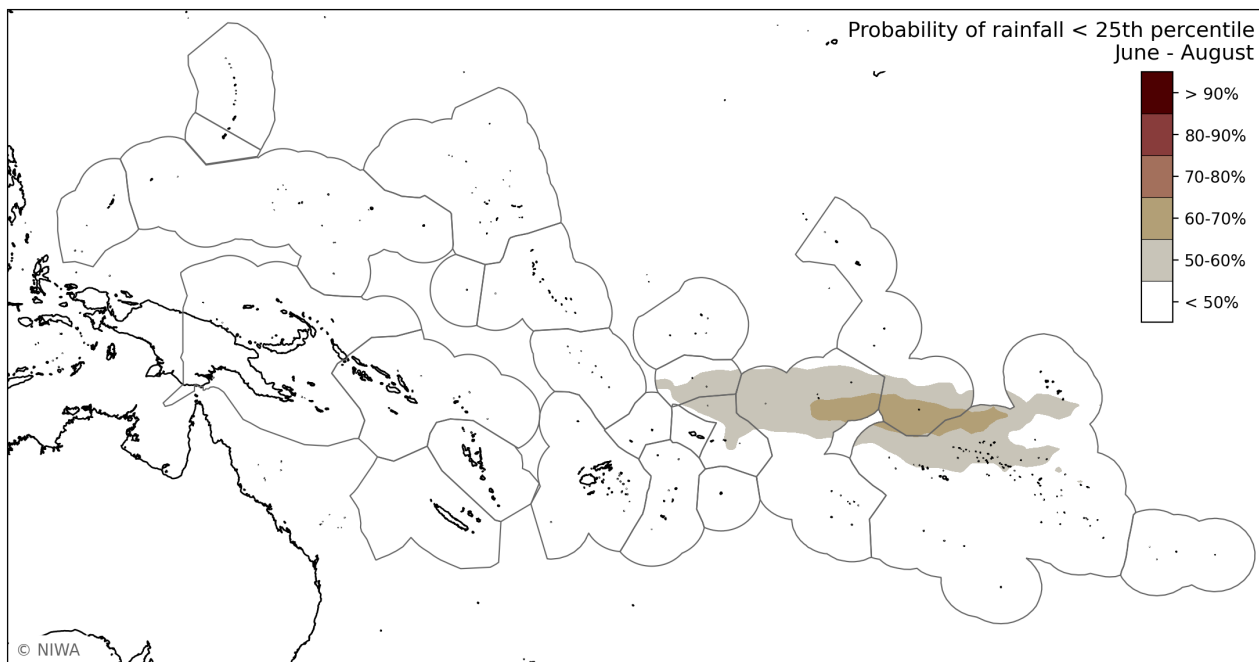 Probability of rainfall < 25th percentile
June - August
> 90%
80-90%
70-80%
60-70%
50-60%
< 50%
© NIWA